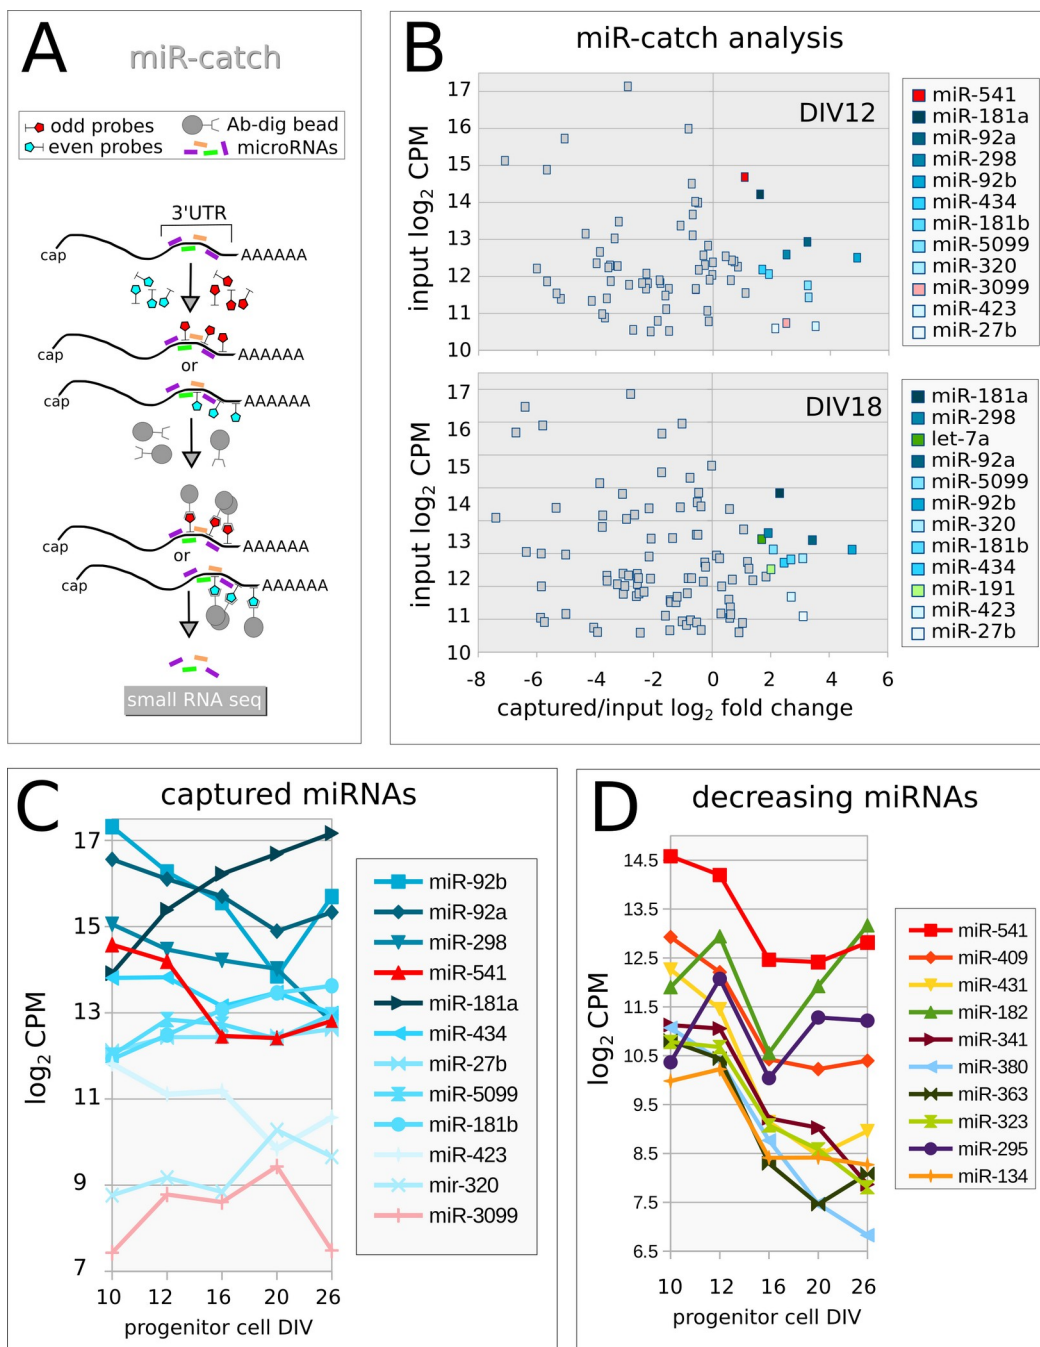 A
miR-catch
odd probes
even probes
Ab-dig bead
microRNAs
3'UTR
cap
AAAAAA
cap
AAAAAA
or
cap
AAAAAA
AAAAAA
or
AAAAAA
small RNA seq
B
miR-catch analysis
DIV12
input log2 CPM
17
16
15
14
13
12
11
10
miR-541
miR-181a
miR-92a
miR-298
miR-92b
miR-434
miR-181b
miR-5099
miR-320
miR-3099
miR-423
miR-27b
DIV18
input log2 CPM
17
16
15
14
13
12
11
10
-8
-6
-4
-2
0
2
4
6
captured/input log2 fold change
miR-181a
miR-298
let-7a
miR-92a
miR-5099
miR-92b
miR-320
miR-181b
miR-434
miR-191
miR-423
miR-27b
C
captured miRNAs
log2 CPM
17
15
13
11
9
7
10
12
16
20
26
progenitor cell DIV
miR-92b
miR-92a
miR-298
miR-541
miR-181a
miR-434
miR-27b
miR-5099
miR-181b
miR-423
mir-320
miR-3099
D
decreasing miRNAs
log2 CPM
14.5
13.5
12.5
11.5
10.5
9.5
8.5
7.5
6.5
10
12
16
20
26
progenitor cell DIV
miR-541
miR-409
miR-431
miR-182
miR-341
miR-380
miR-363
miR-323
miR-295
miR-134